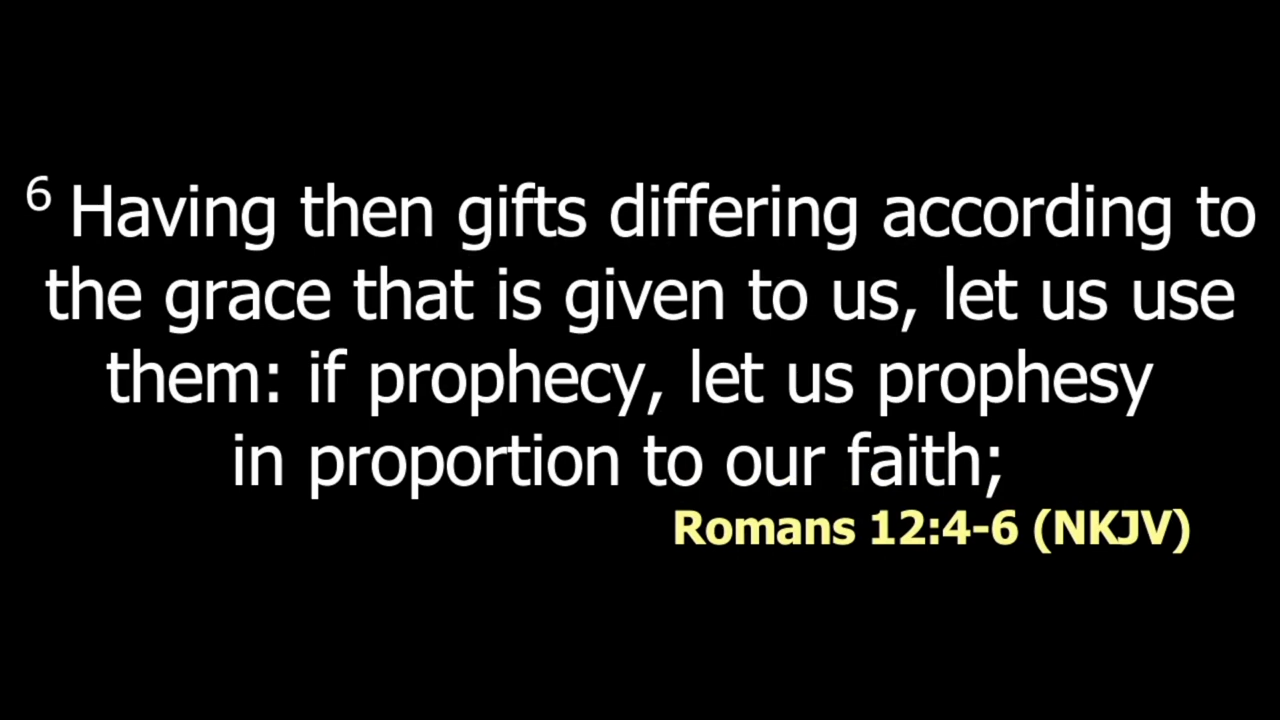 6 Having then gifts differing according to
the grace that is given to us, let us use
them: if prophecy, let us prophesy
in proportion to our faith;
Romans 12:4-6 (NKJV)